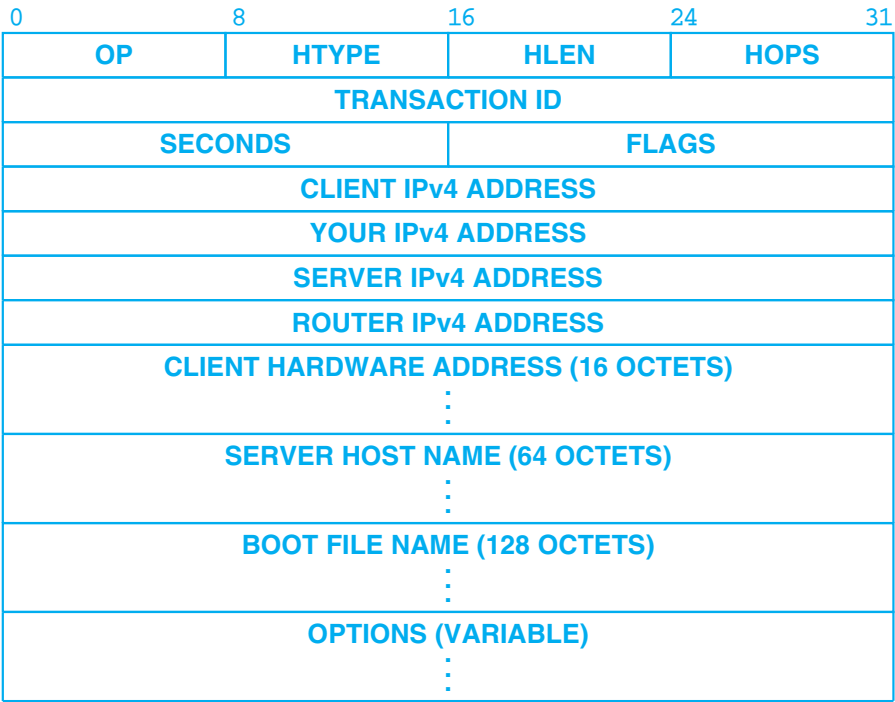 0 8 16 24 31
OP HTYPE HLEN HOPS
TRANSACTION ID
SECONDS FLAGS
CLIENT IPv4 ADDRESS
YOUR IPv4 ADDRESS
SERVER IPv4 ADDRESS
ROUTER IPv4 ADDRESS
CLIENT HARDWARE ADDRESS (16 OCTETS)
SERVER HOST NAME (64 OCTETS)
BOOT FILE NAME (128 OCTETS)
OPTIONS (VARIABLE)